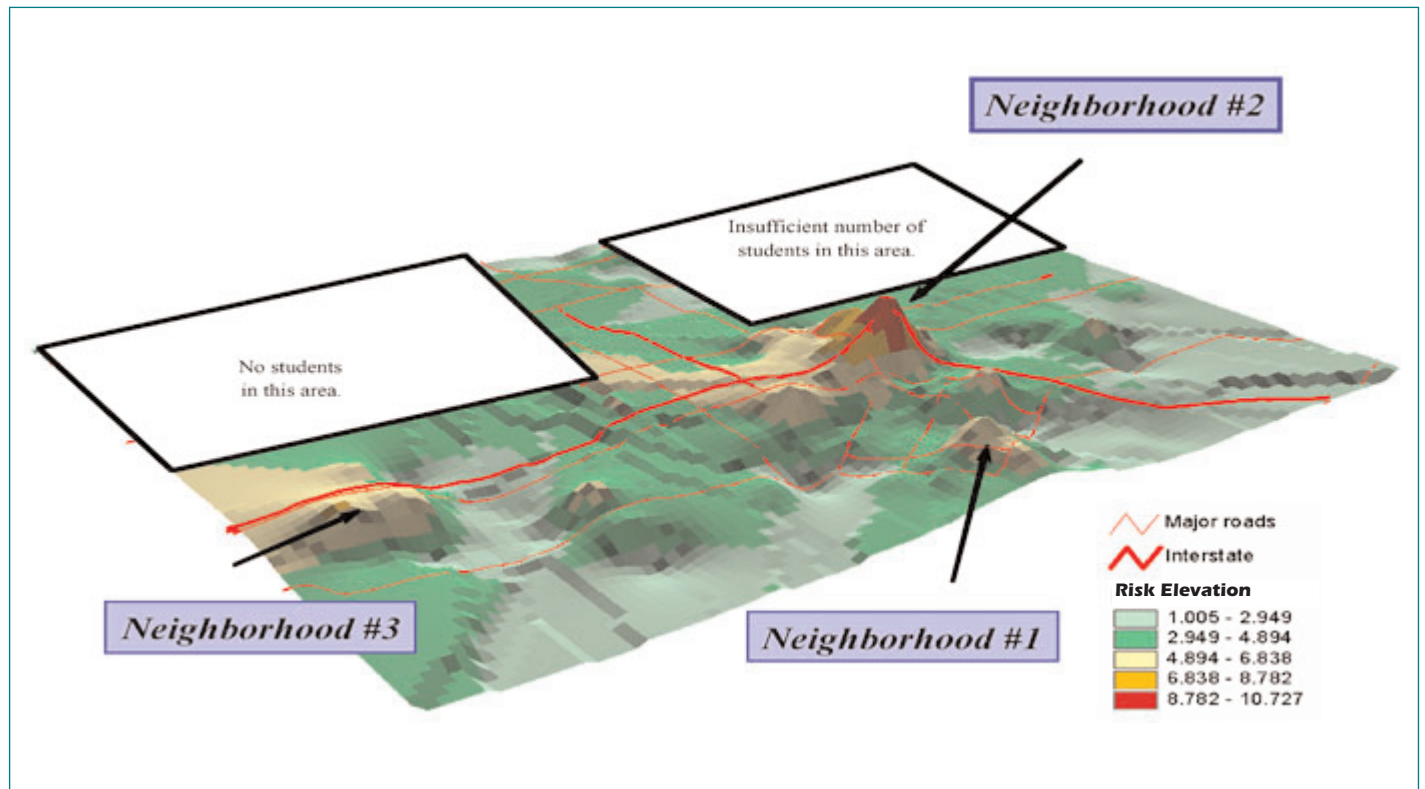 Neighborhood #2
Insufficient number of
students in this area.
No students
in this area.
Neighborhood #3
Neighborhood #1
Major roads
Interstate
Risk Elevation
1.005 - 2.949
2.949 - 4.894
4.894 - 6.838
6.838 - 8.782
8.782 - 10.727